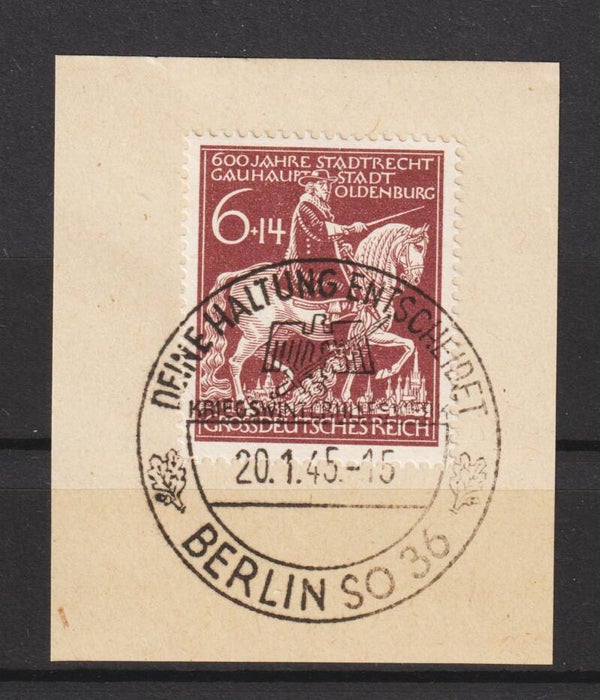 600 JAHRE STADTRECHT
GAUHAUPTSTADT
OLDENBURG
6+14
DEINE HALTUNG ENTSCHEIDET
GROSSDEUTSCHES REICH
20.1.45.-15
BERLIN SO 36